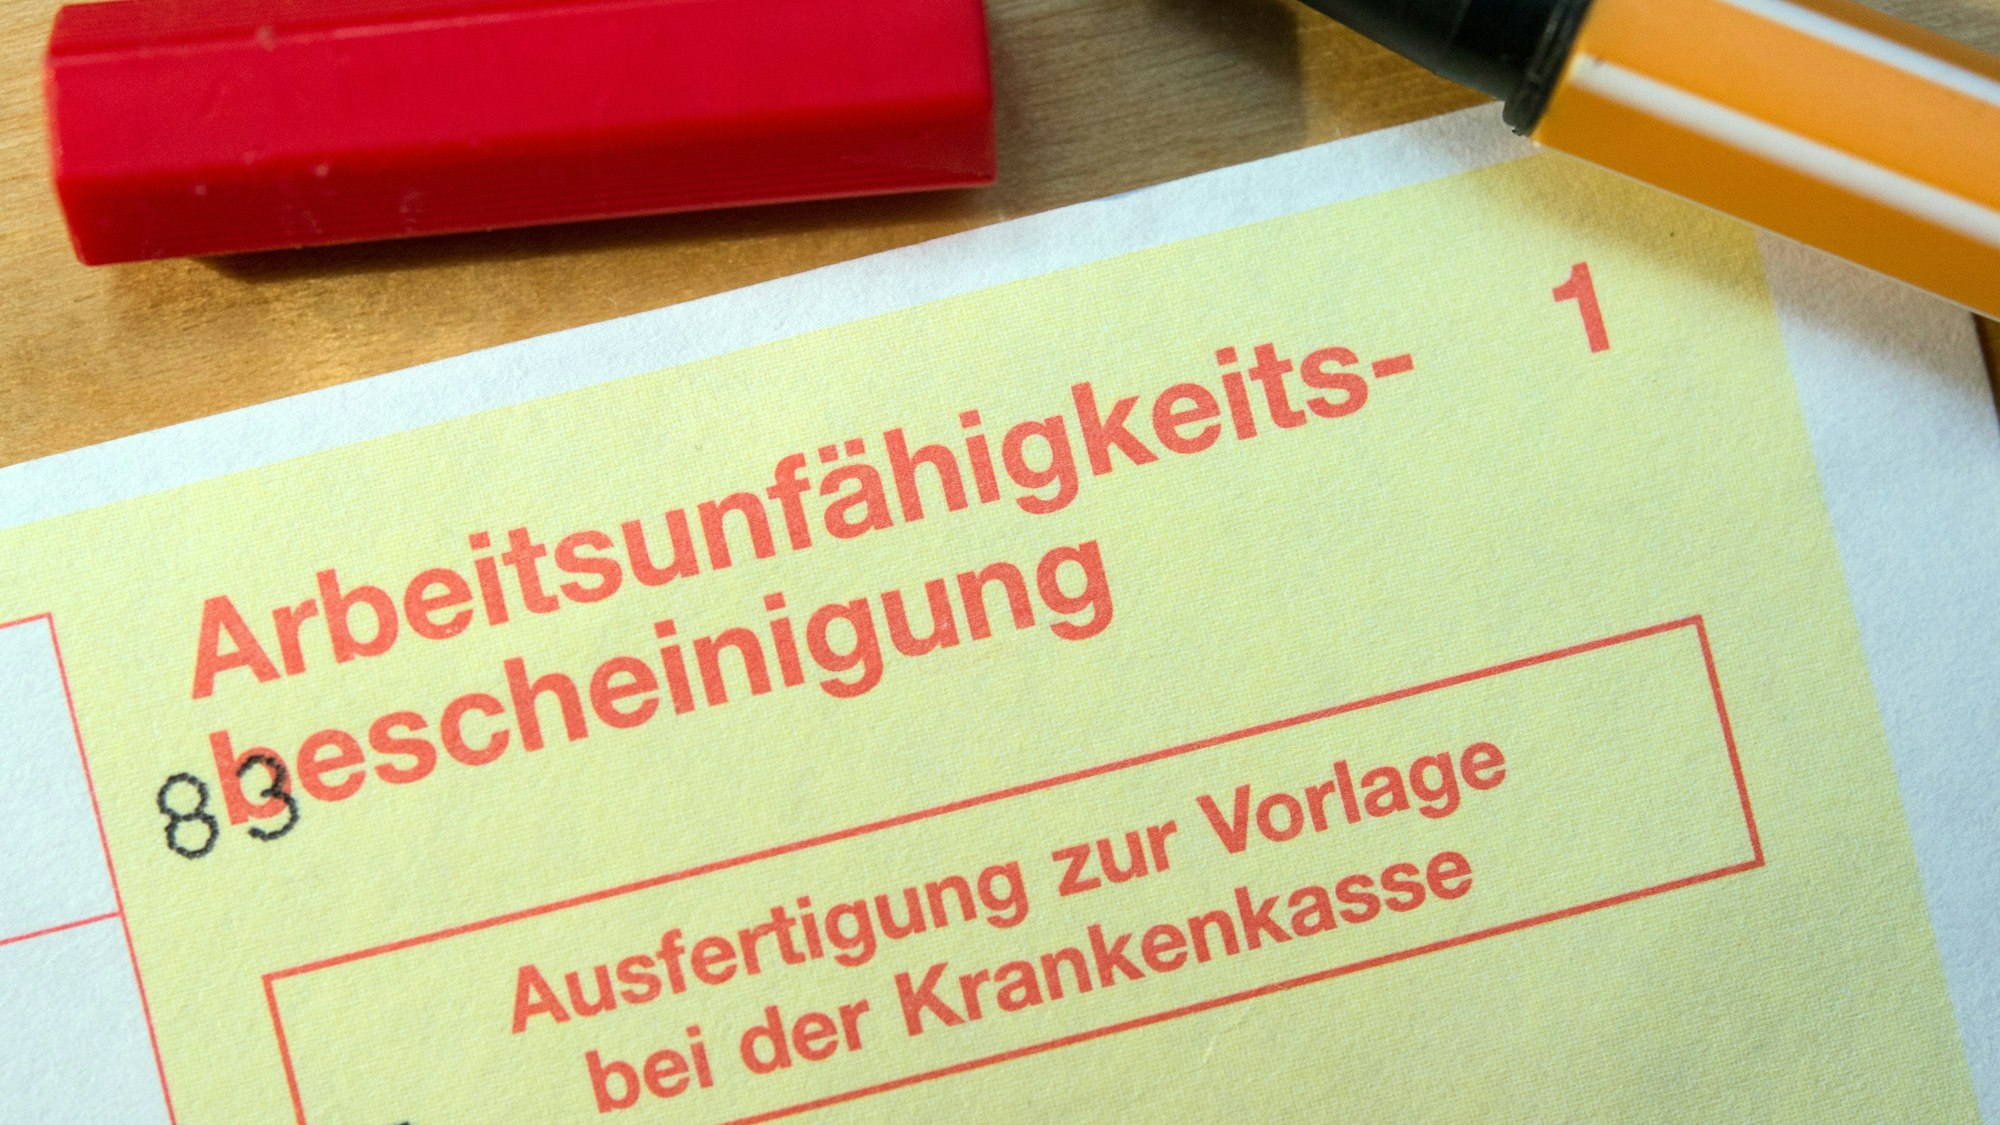 Arbeitsunfähigkeits- 1
bescheinigung
83
Ausfertigung zur Vorlage
bei der Krankenkasse